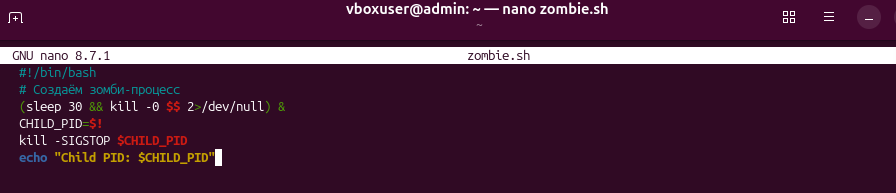 vboxuser@admin: ~ — nano zombie.sh
~
GNU nano 8.7.1 zombie.sh
#!/bin/bash
# Создаём зомби-процесс
(sleep 30 && kill -0 $$ 2>/dev/null) &
CHILD_PID=$!
kill -SIGSTOP $CHILD_PID
echo "Child PID: $CHILD_PID"